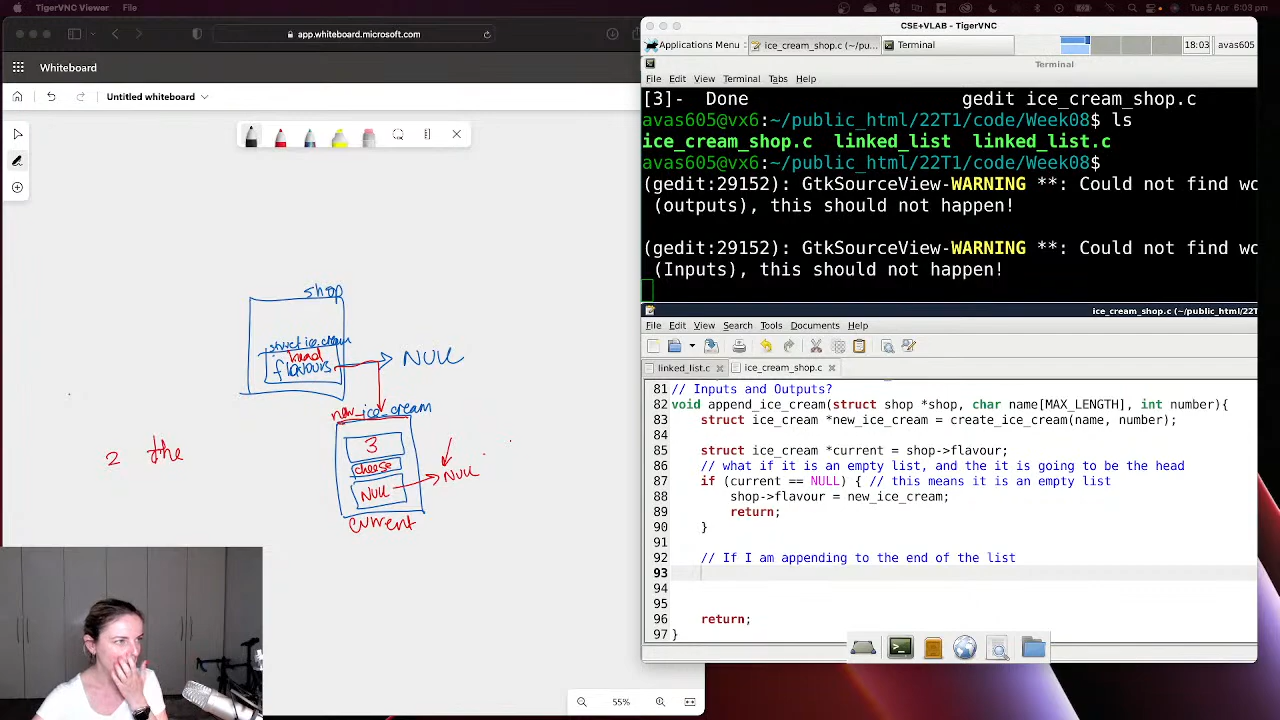 TigerVNC Viewer File
Tue 5 Apr 6:03 pm
app.whiteboard.microsoft.com
Whiteboard
Untitled whiteboard
shop
struct ice_cream
head
flavours
NULL
new_ice_cream
3
cheese
NULL
NULL
current
2 the
55%
CSE+VLAB - TigerVNC
Applications Menu
ice_cream_shop.c (~/pu...
Terminal
18:03 avas605
Terminal
File Edit View Terminal Tabs Help
[3]- Done gedit ice_cream_shop.c
avas605@vx6:~/public_html/22T1/code/Week08$ ls
ice_cream_shop.c linked_list linked_list.c
avas605@vx6:~/public_html/22T1/code/Week08$
(gedit:29152): GtkSourceView-WARNING **: Could not find wo
(outputs), this should not happen!
(gedit:29152): GtkSourceView-WARNING **: Could not find wo
(Inputs), this should not happen!
ice_cream_shop.c (~/public_html/22T
File Edit View Search Tools Documents Help
linked_list.c ice_cream_shop.c
81 // Inputs and Outputs?
82 void append_ice_cream(struct shop *shop, char name[MAX_LENGTH], int number){
83 struct ice_cream *new_ice_cream = create_ice_cream(name, number);
84
85 struct ice_cream *current = shop->flavour;
86 // what if it is an empty list, and the it is going to be the head
87 if (current == NULL) { // this means it is an empty list
88 shop->flavour = new_ice_cream;
89 return;
90 }
91
92 // If I am appending to the end of the list
93
94
95
96 return;
97 }